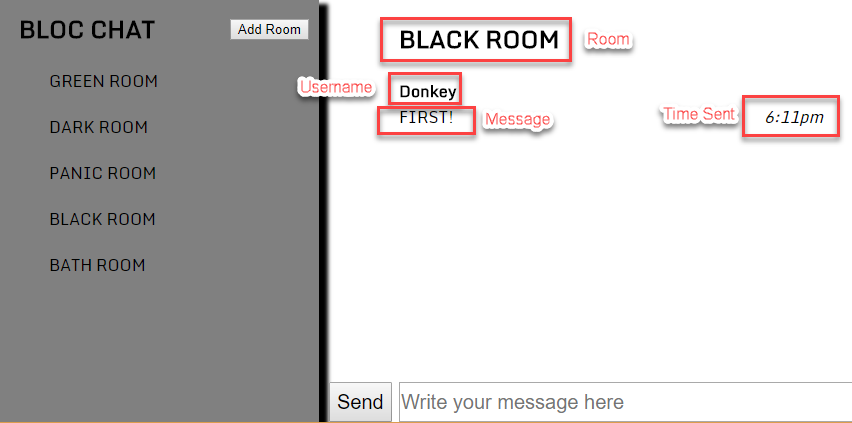 BLOC CHAT
Add Room
GREEN ROOM
DARK ROOM
PANIC ROOM
BLACK ROOM
BATH ROOM
BLACK ROOM Room
Username Donkey
FIRST! Message Time Sent 6:11pm
Send Write your message here